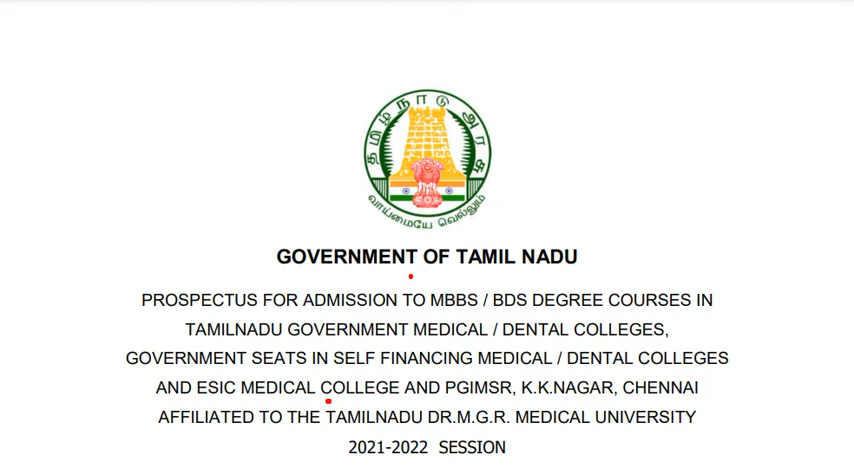 தமிழ்நாடு அரசு
வாய்மையே வெல்லும்
GOVERNMENT OF TAMIL NADU
PROSPECTUS FOR ADMISSION TO MBBS / BDS DEGREE COURSES IN
TAMILNADU GOVERNMENT MEDICAL / DENTAL COLLEGES,
GOVERNMENT SEATS IN SELF FINANCING MEDICAL / DENTAL COLLEGES
AND ESIC MEDICAL COLLEGE AND PGIMSR, K.K.NAGAR, CHENNAI
AFFILIATED TO THE TAMILNADU DR.M.G.R. MEDICAL UNIVERSITY
2021-2022 SESSION